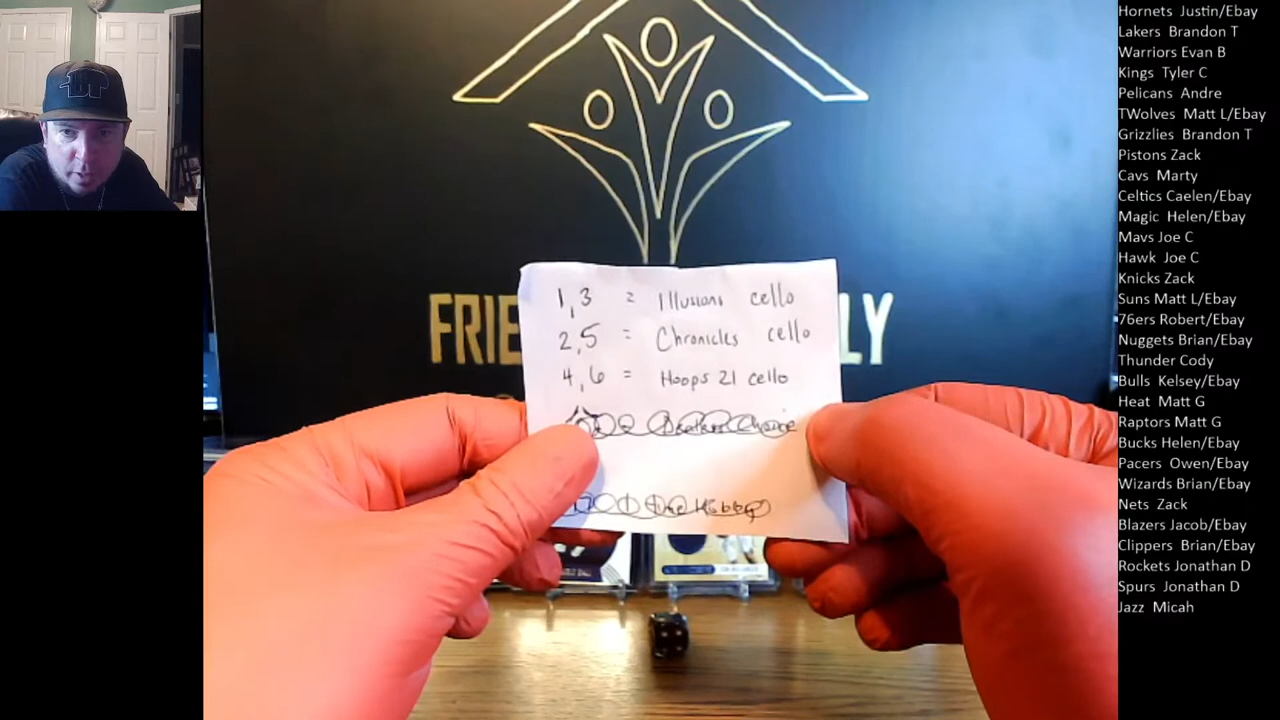 FRIE LY
1,3 = Illusions cello
2,5 = Chronicles cello
4,6 = Hoops 21 cello
Dealers Choice
Hornets Justin/Ebay
Lakers Brandon T
Warriors Evan B
Kings Tyler C
Pelicans Andre
TWolves Matt L/Ebay
Grizzlies Brandon T
Pistons Zack
Cavs Marty
Celtics Caelen/Ebay
Magic Helen/Ebay
Mavs Joe C
Hawk Joe C
Knicks Zack
Suns Matt L/Ebay
76ers Robert/Ebay
Nuggets Brian/Ebay
Thunder Cody
Bulls Kelsey/Ebay
Heat Matt G
Raptors Matt G
Bucks Helen/Ebay
Pacers Owen/Ebay
Wizards Brian/Ebay
Nets Zack
Blazers Jacob/Ebay
Clippers Brian/Ebay
Rockets Jonathan D
Spurs Jonathan D
Jazz Micah